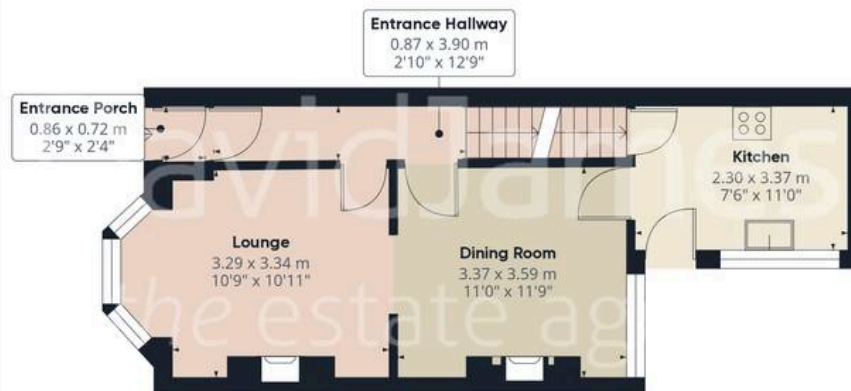 Entrance Hallway
0.87 x 3.90 m
2'10" x 12'9"
Entrance Porch
0.86 x 0.72 m
2'9" x 2'4"
Kitchen
2.30 x 3.37 m
7'6" x 11'0"
Lounge
3.29 x 3.34 m
10'9" x 10'11"
Dining Room
3.37 x 3.59 m
11'0" x 11'9"
avidJames
the estate ag